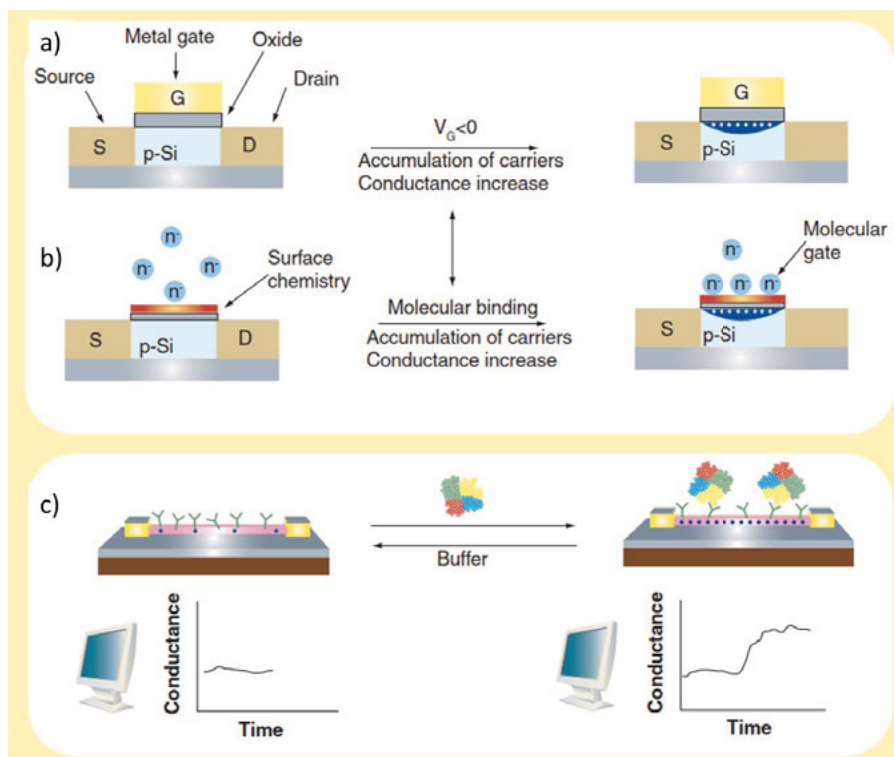 a)
Metal gate
Oxide
Source
Drain
G
S
p-Si
D
V_G<0
Accumulation of carriers
Conductance increase
G
S
p-Si
b)
n⁻
n⁻
n⁻
n⁻
Surface
chemistry
S
p-Si
D
Molecular binding
Accumulation of carriers
Conductance increase
Molecular
gate
n⁻
n⁻
n⁻
n⁻
S
p-Si
c)
Buffer
Conductance
Time
Conductance
Time